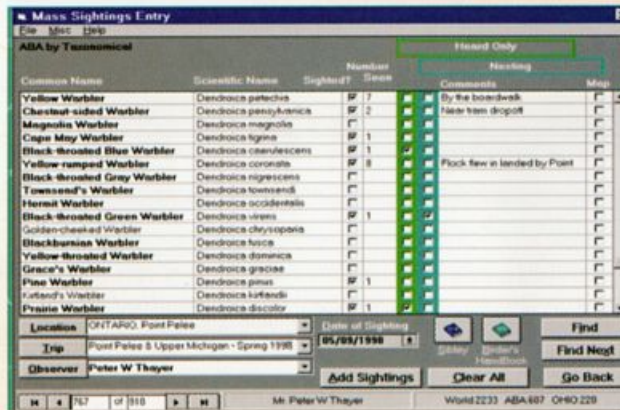 Mass Sightings Entry
File Misc Help
ABA by Taxonomical
Heard Only
Nesting
Common Name Scientific Name Sighted? Number Seen Comments Map
Yellow Warbler Dendroica petechia 7 By the boardwalk
Chestnut-sided Warbler Dendroica pensylvanica 2 Near tram dropoff
Magnolia Warbler Dendroica magnolia
Cape May Warbler Dendroica tigrina 1
Black-throated Blue Warbler Dendroica caerulescens 1
Yellow-rumped Warbler Dendroica coronata 8 Flock flew in landed by Point
Black-throated Gray Warbler Dendroica nigrescens
Townsend's Warbler Dendroica townsendi
Hermit Warbler Dendroica occidentalis
Black-throated Green Warbler Dendroica virens 1
Golden-cheeked Warbler Dendroica chrysoparia
Blackburnian Warbler Dendroica fusca
Yellow-throated Warbler Dendroica dominica
Grace's Warbler Dendroica graciae
Pine Warbler Dendroica pinus 1
Kirtland's Warbler Dendroica kirtlandii
Prairie Warbler Dendroica discolor 1
Location ONTARIO, Point Pelee
Trip Point Pelee & Upper Michigan - Spring 1998
Observer Peter W Thayer
Date of Sighting
05/09/1998
Sibley
Birder's Handbook
Find
Find Next
Add Sightings Clear All Go Back
767 of 918 Mr. Peter W Thayer World 2233 ABA:607 OHIO 228